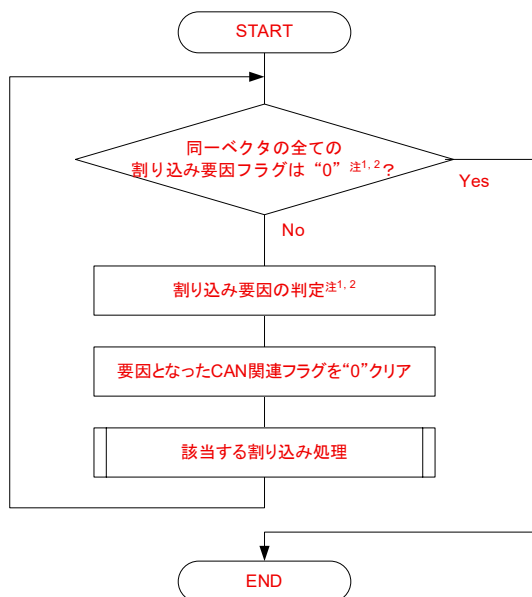 START
同一ベクタの全ての
割り込み要因フラグは “0” 注1, 2？
Yes
No
割り込み要因の判定注1, 2
要因となったCAN関連フラグを“0”クリア
該当する割り込み処理
END